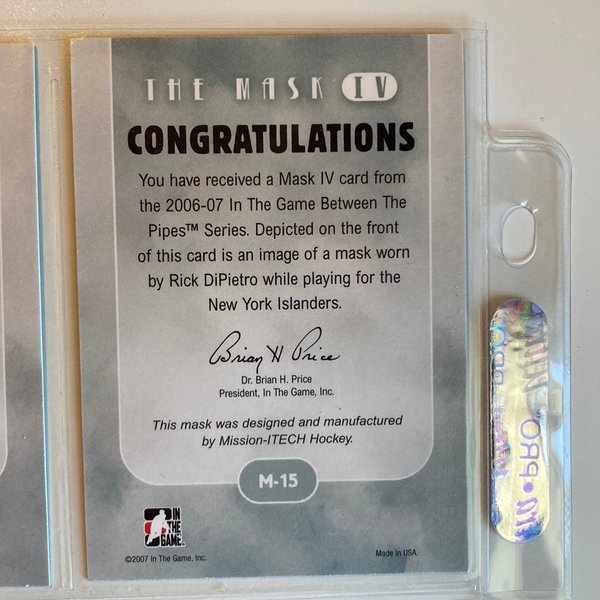 THE MASK IV
CONGRATULATIONS
You have received a Mask IV card from
the 2006-07 In The Game Between The
Pipes™ Series. Depicted on the front
of this card is an image of a mask worn
by Rick DiPietro while playing for the
New York Islanders.
Brian H Price
Dr. Brian H. Price
President, In The Game, Inc.
This mask was designed and manufactured
by Mission-ITECH Hockey.
M-15
IN
THE
GAME
©2007 In The Game, Inc.
Made in USA.